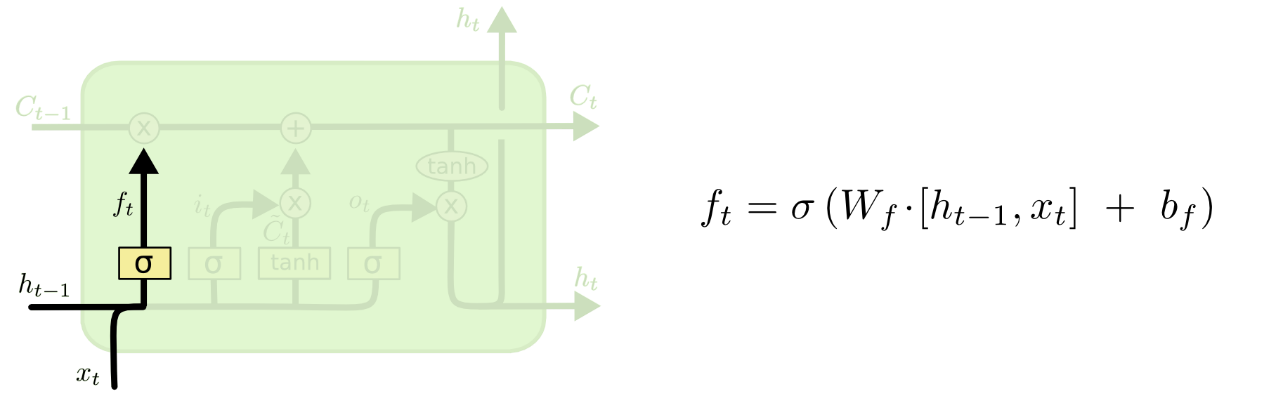 h_t
C_{t-1}
C_t
x
+
tanh
f_t
i_t
x
o_t
x
C̃_t
σ
σ
tanh
σ
h_{t-1}
h_t
x_t
f_t = σ (W_f · [h_{t-1}, x_t] + b_f)